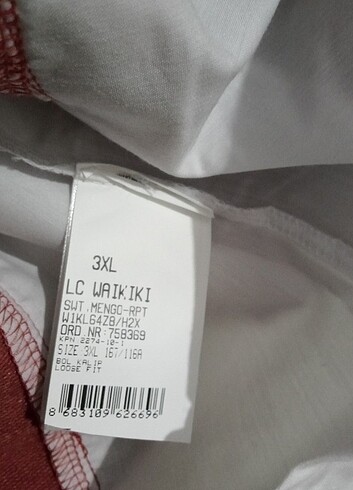 3XL
LC WAIKIKI
SWT.MENGO-RPT
W1KL64Z8/H2X
ORD.NR:758369
KPN 2274-10-1
SIZE 3XL 167/116A
BOL KALIP
LOOSE FIT
8 683109 626696